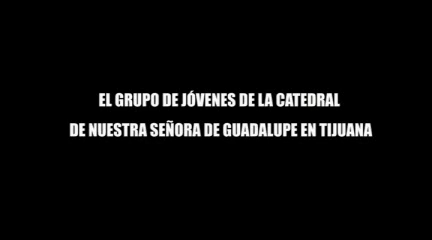 EL GRUPO DE JÓVENES DE LA CATEDRAL
DE NUESTRA SEÑORA DE GUADALUPE EN TIJUANA